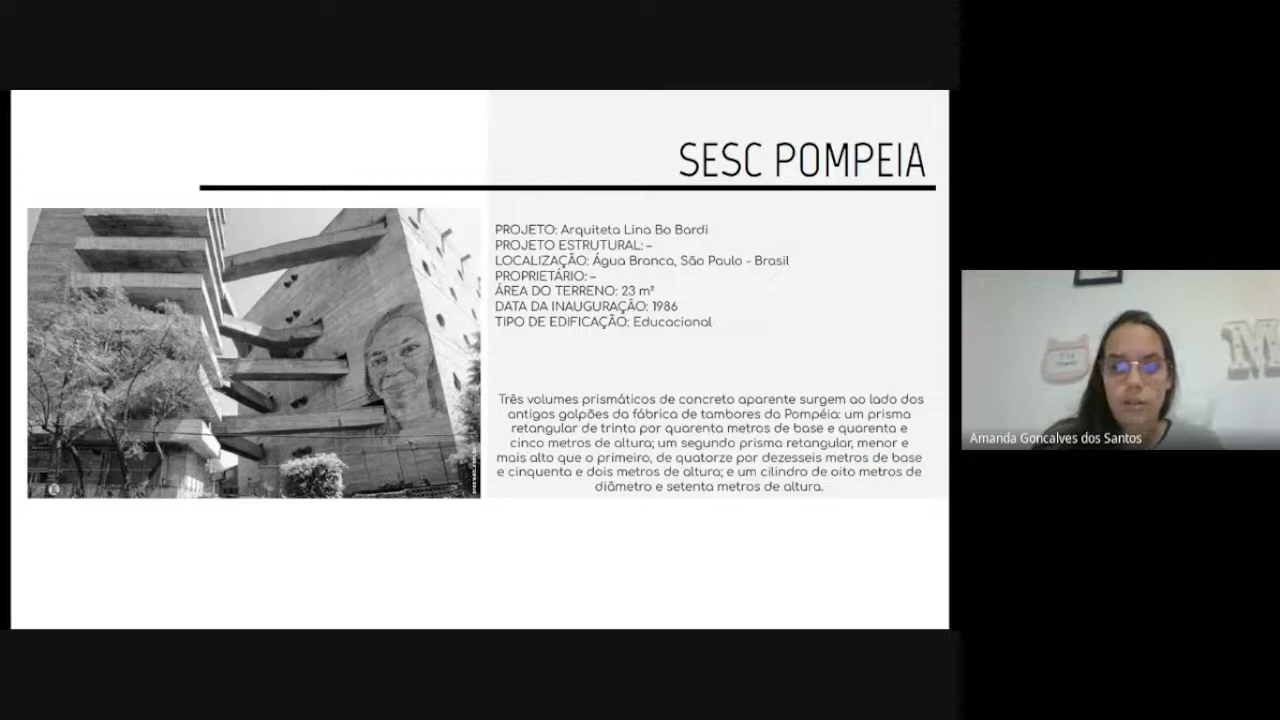 SESC POMPEIA
PROJETO: Arquiteta Lina Bo Bardi
PROJETO ESTRUTURAL: –
LOCALIZAÇÃO: Água Branca, São Paulo - Brasil
PROPRIETÁRIO: –
ÁREA DO TERRENO: 23 m²
DATA DA INAUGURAÇÃO: 1986
TIPO DE EDIFICAÇÃO: Educacional
Três volumes prismáticos de concreto aparente surgem ao lado dos
antigos galpões da fábrica de tambores da Pompéia: um prisma
retangular de trinta por quarenta metros de base e quarenta e
cinco metros de altura; um segundo prisma retangular, menor e
mais alto que o primeiro, de quatorze por dezesseis metros de base
e cinquenta e dois metros de altura; e um cilindro de oito metros de
diâmetro e setenta metros de altura.
M
Amanda Goncalves dos Santos